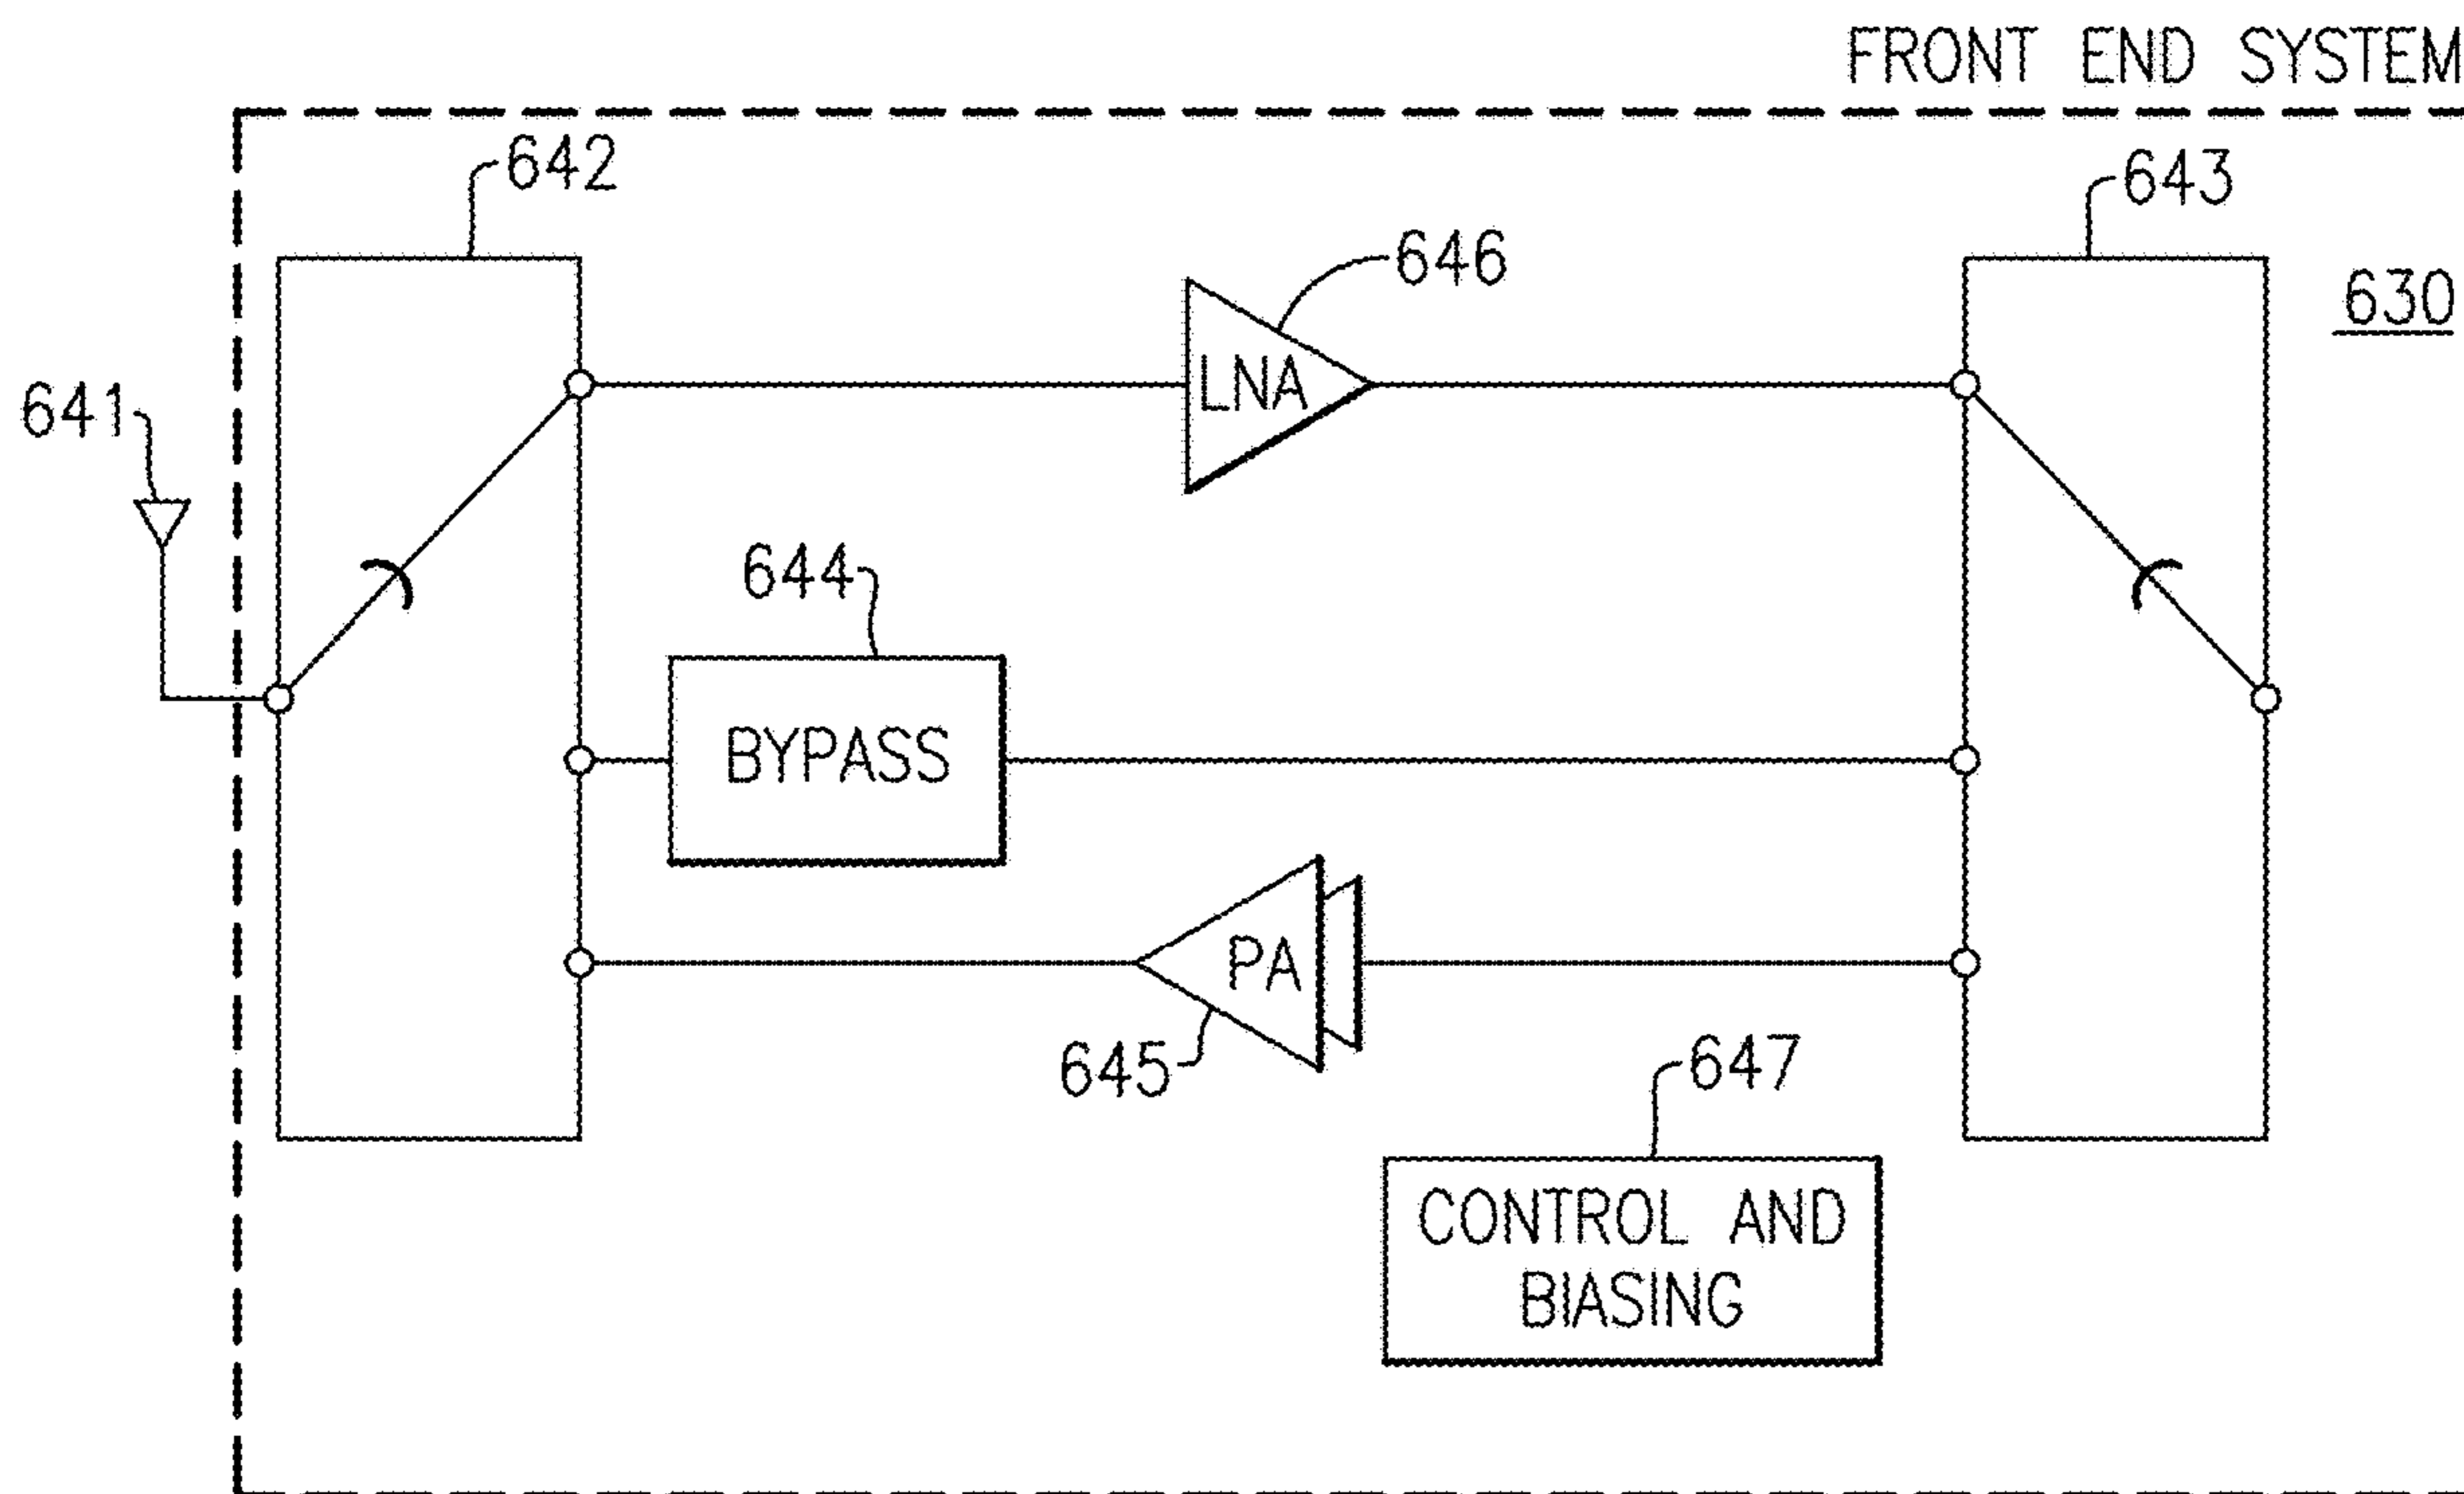 FRONT END SYSTEM
642
643
646
630
LNA
641
644
BYPASS
PA
645
647
CONTROL AND
BIASING